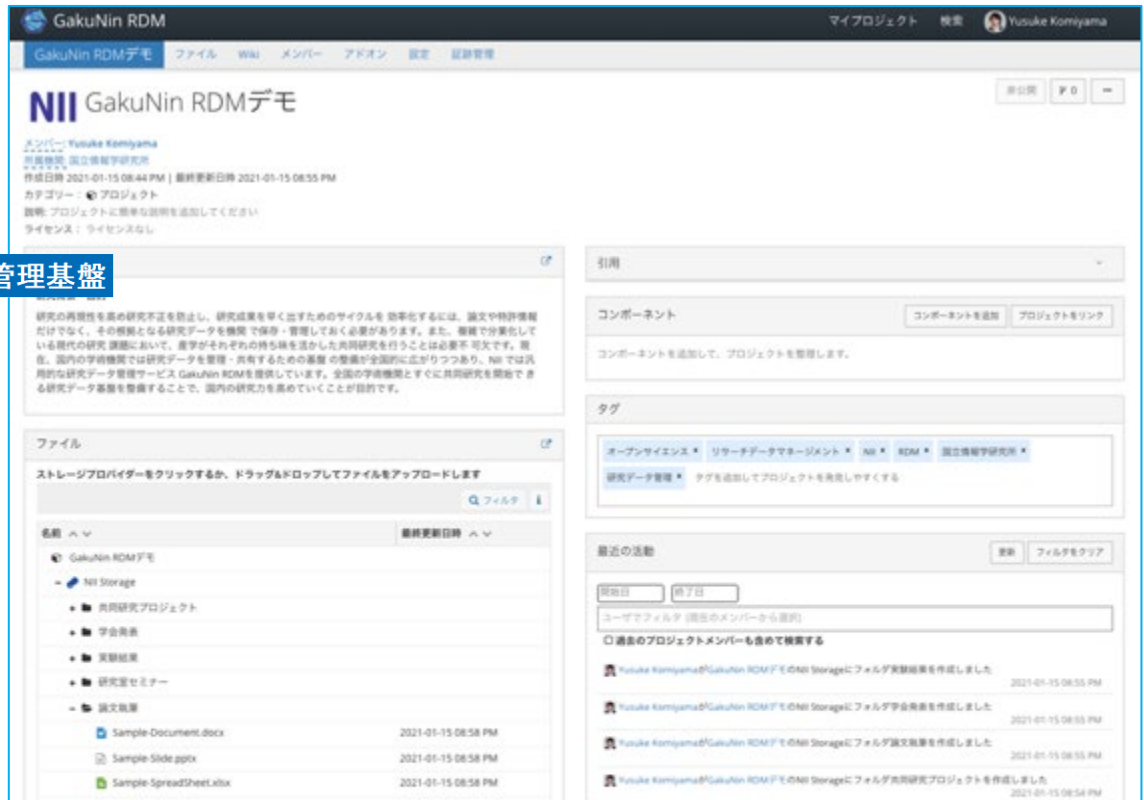 GakuNin RDM
マイプロジェクト 検索 Yusuke Komiyama
GakuNin RDMデモ ファイル Wiki メンバー アドオン 設定 証跡管理
NII GakuNin RDMデモ
非公開 0
メンバー: Yusuke Komiyama
所属機関: 国立情報学研究所
作成日時 2021-01-15 08:44 PM | 最終更新日時 2021-01-15 08:55 PM
カテゴリー: プロジェクト
説明: プロジェクトに簡単な説明を追加してください
ライセンス: ライセンスなし
管理基盤
研究の再現性を高め研究不正を防止し、研究成果を早く出すためのサイクルを 効率化するには、論文や特許情報
だけでなく、その根拠となる研究データを機関 で保存・管理しておく必要があります。また、複雑で分業化して
いる現代の研究 課題において、産学がそれぞれの持ち味を活かした共同研究を行うことは必要不 可欠です。現
在、国内の学術機関では研究データを管理・共有するための基盤 の整備が全国的に広がりつつあり、NII では汎
用的な研究データ管理サービス GakuNin RDMを提供しています。全国の学術機関とすぐに共同研究を開始で き
る研究データ基盤を整備することで、国内の研究力を高めていくことが目的です。
ファイル
ストレージプロバイダーをクリックするか、ドラッグ&ドロップしてファイルをアップロードします
フィルタ i
名前 最終更新日時
GakuNin RDMデモ
NII Storage
共同研究プロジェクト
学会発表
実験結果
研究室セミナー
論文執筆
Sample-Document.docx 2021-01-15 08:58 PM
Sample-Slide.pptx 2021-01-15 08:58 PM
Sample-SpreadSheet.xlsx 2021-01-15 08:58 PM
引用
コンポーネント コンポーネントを追加 プロジェクトをリンク
コンポーネントを追加して、プロジェクトを整理します。
タグ
オープンサイエンス × リサーチデータマネージメント × NII × RDM × 国立情報学研究所 ×
研究データ管理 × タグを追加してプロジェクトを発見しやすくする
最近の活動 更新 フィルタをクリア
開始日 終了日
ユーザでフィルタ (現在のメンバーから選択)
過去のプロジェクトメンバーも含めて検索する
Yusuke KomiyamaがGakuNin RDMデモのNII Storageにフォルダ実験結果を作成しました
2021-01-15 08:55 PM
Yusuke KomiyamaがGakuNin RDMデモのNII Storageにフォルダ学会発表を作成しました
2021-01-15 08:55 PM
Yusuke KomiyamaがGakuNin RDMデモのNII Storageにフォルダ論文執筆を作成しました
2021-01-15 08:55 PM
Yusuke KomiyamaがGakuNin RDMデモのNII Storageにフォルダ共同研究プロジェクトを作成しました
2021-01-15 08:54 PM